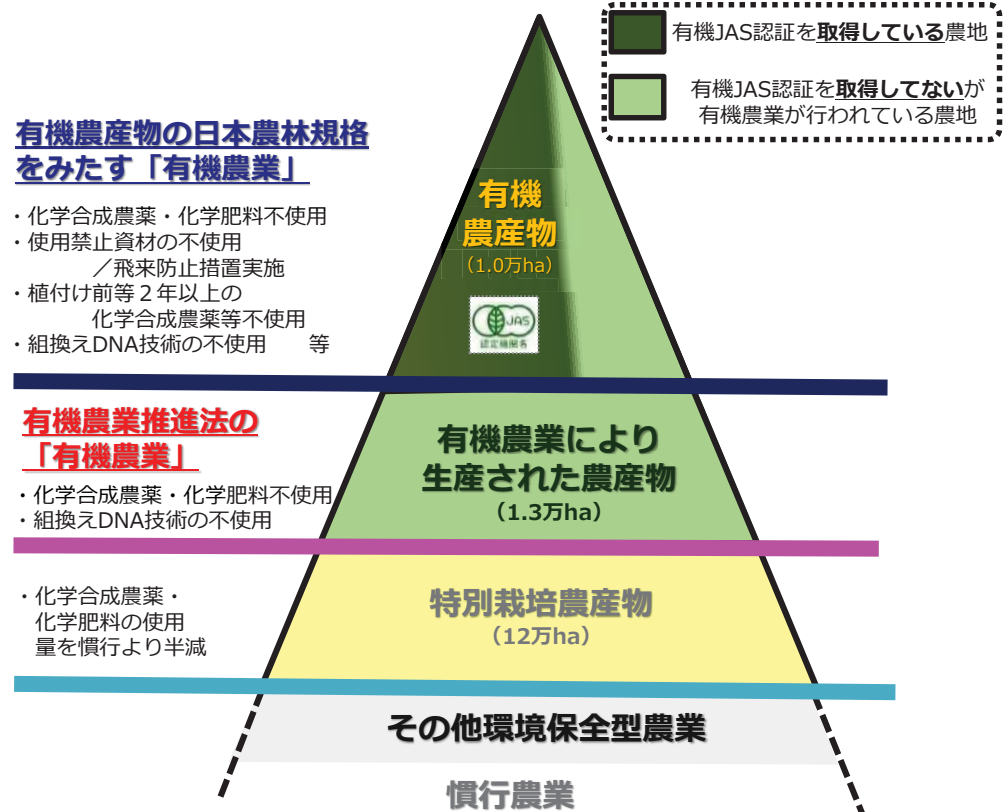 有機JAS認証を取得している農地
有機JAS認証を取得してないが
有機農業が行われている農地
有機農産物の日本農林規格
をみたす「有機農業」
・化学合成農薬・化学肥料不使用
・使用禁止資材の不使用
／飛来防止措置実施
・植付け前等２年以上の
化学合成農薬等不使用
・組換えDNA技術の不使用　等
有機
農産物
（1.0万ha）
JAS
認定機関名
有機農業推進法の
「有機農業」
・化学合成農薬・化学肥料不使用
・組換えDNA技術の不使用
有機農業により
生産された農産物
（1.3万ha）
・化学合成農薬・
化学肥料の使用
量を慣行より半減
特別栽培農産物
（12万ha）
その他環境保全型農業
慣行農業